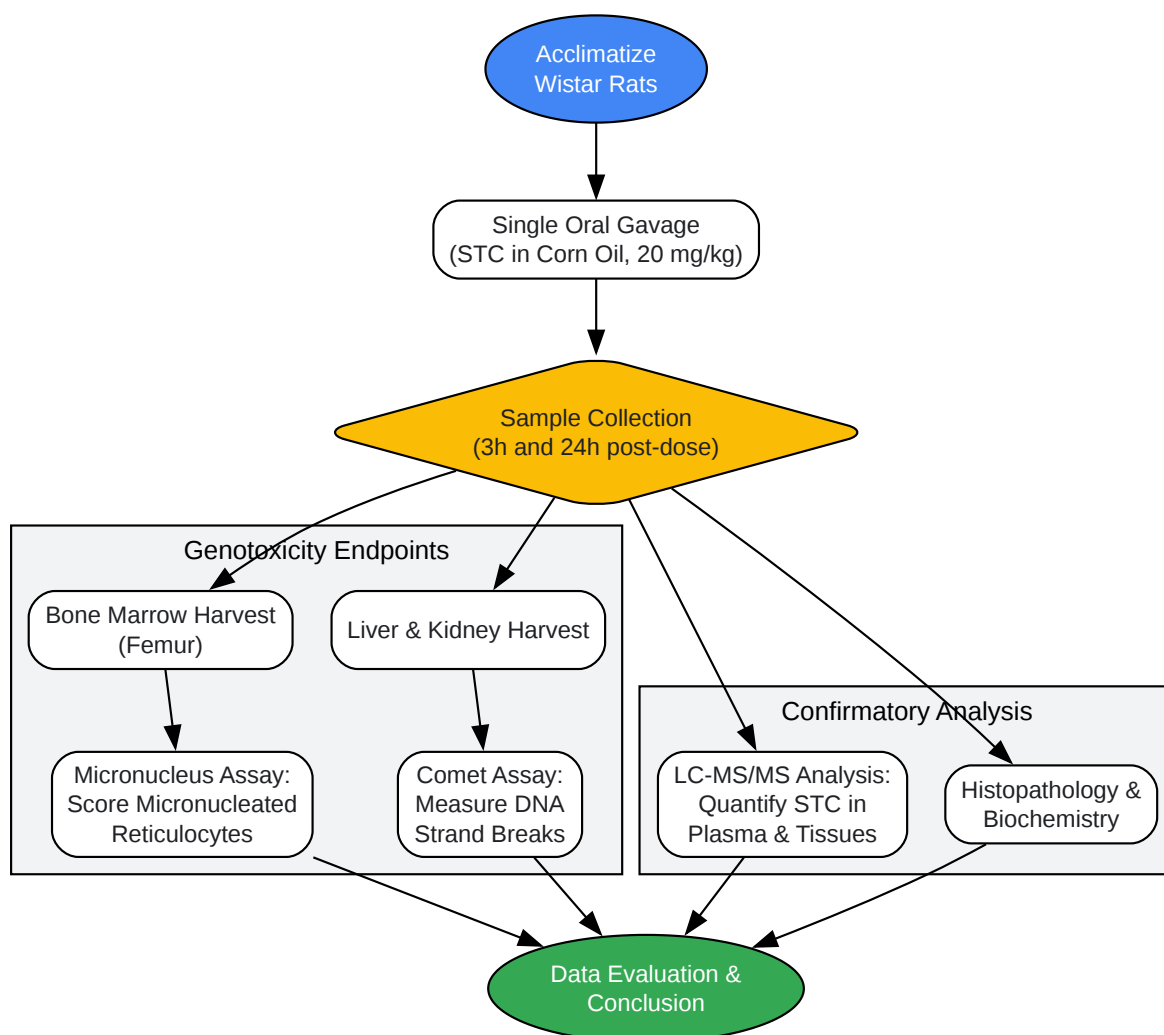 Acclimatize
Wistar Rats
Single Oral Gavage
(STC in Corn Oil, 20 mg/kg)
Sample Collection
(3h and 24h post-dose)
Genotoxicity Endpoints
Bone Marrow Harvest
(Femur)
Liver & Kidney Harvest
Micronucleus Assay:
Score Micronucleated
Reticulocytes
Comet Assay:
Measure DNA
Strand Breaks
Confirmatory Analysis
LC-MS/MS Analysis:
Quantify STC in
Plasma & Tissues
Histopathology &
Biochemistry
Data Evaluation &
Conclusion